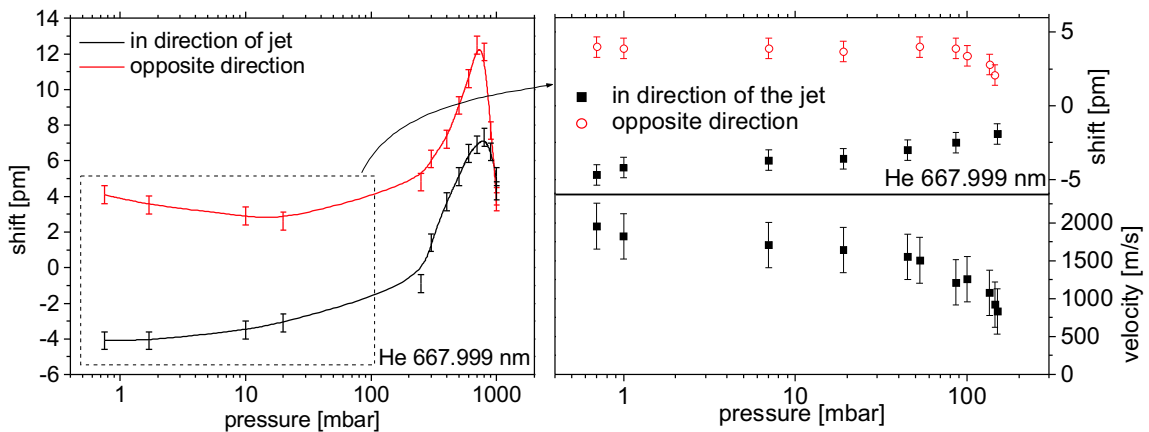 14
12
10
8
6
4
2
0
-2
-4
-6
shift [pm]
in direction of jet
opposite direction
He 667.999 nm
1
10
100
1000
pressure [mbar]
5
0
-5
shift [pm]
in direction of the jet
opposite direction
He 667.999 nm
2000
1500
1000
500
0
velocity [m/s]
1
10
100
pressure [mbar]